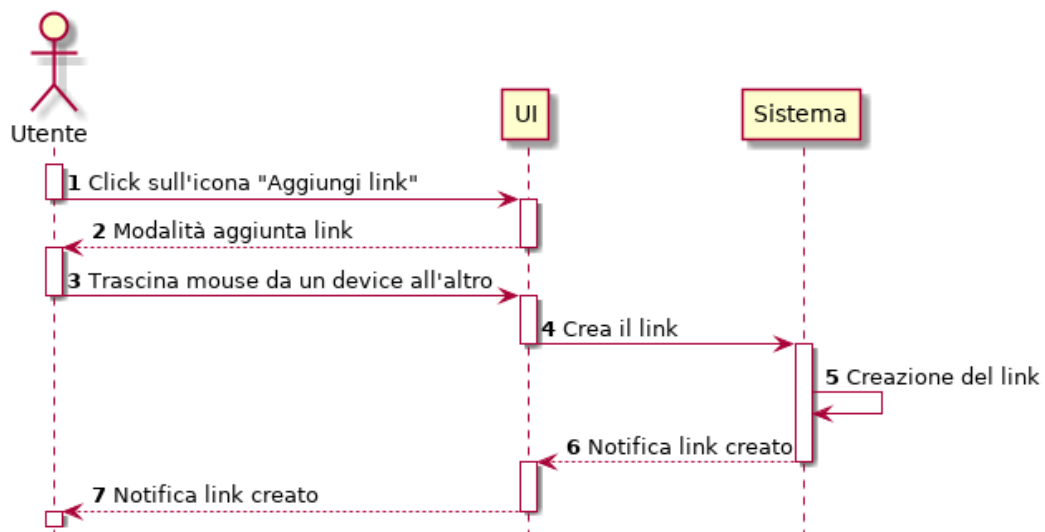 Utente
UI
Sistema
1 Click sull'icona "Aggiungi link"
2 Modalità aggiunta link
3 Trascina mouse da un device all'altro
4 Crea il link
5 Creazione del link
6 Notifica link creato
7 Notifica link creato